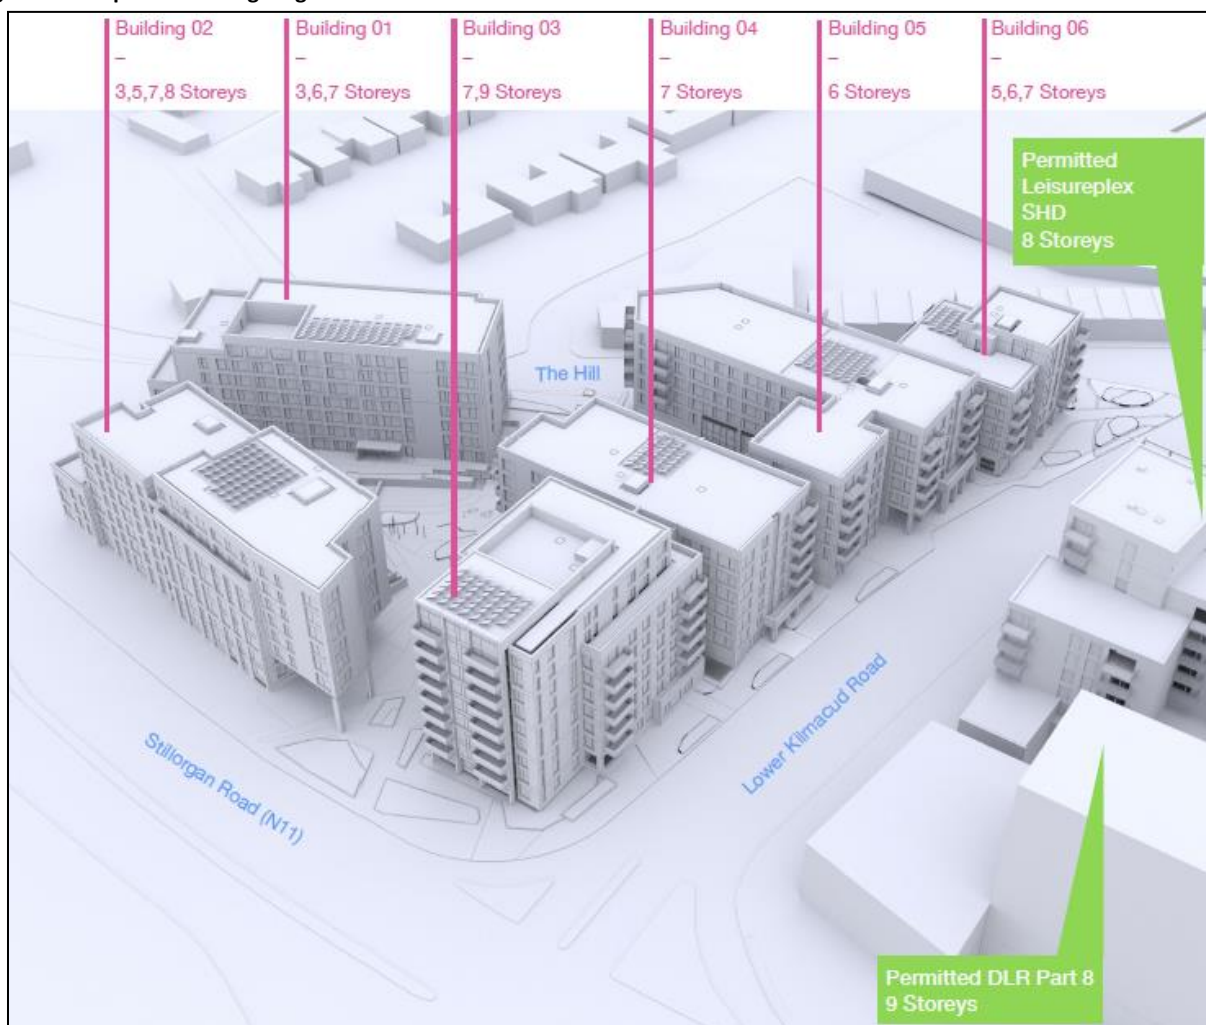 Building 02
–
3,5,7,8 Storeys
Building 01
–
3,6,7 Storeys
Building 03
–
7,9 Storeys
Building 04
–
7 Storeys
Building 05
–
6 Storeys
Building 06
–
5,6,7 Storeys
Permitted
Leisureplex
SHD
8 Storeys
The Hill
Stillorgan Road (N11)
Lower Kilmacud Road
Permitted DLR Part 8
9 Storeys